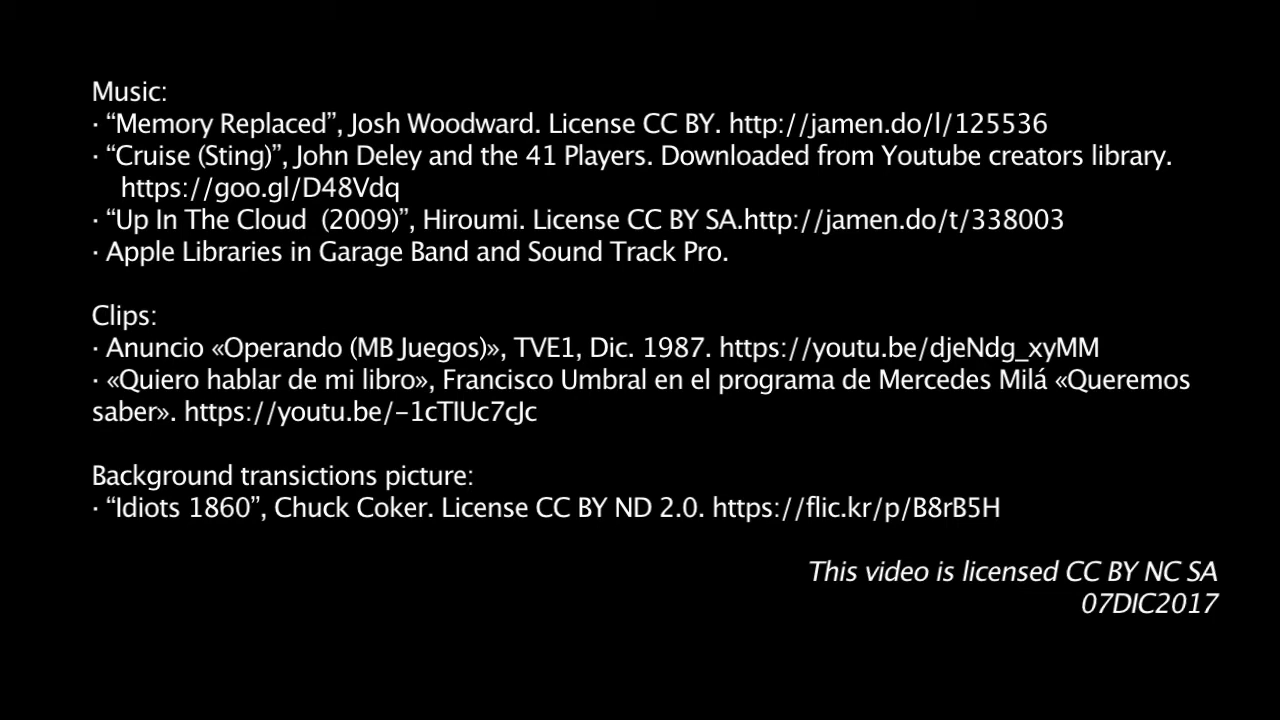 Music:
· “Memory Replaced”, Josh Woodward. License CC BY. http://jamen.do/l/125536
· “Cruise (Sting)”, John Deley and the 41 Players. Downloaded from Youtube creators library.
https://goo.gl/D48Vdq
· “Up In The Cloud  (2009)”, Hiroumi. License CC BY SA.http://jamen.do/t/338003
· Apple Libraries in Garage Band and Sound Track Pro.
Clips:
· Anuncio «Operando (MB Juegos)», TVE1, Dic. 1987. https://youtu.be/djeNdg_xyMM
· «Quiero hablar de mi libro», Francisco Umbral en el programa de Mercedes Milá «Queremos
saber». https://youtu.be/-1cTlUc7cJc
Background transictions picture:
· “Idiots 1860”, Chuck Coker. License CC BY ND 2.0. https://flic.kr/p/B8rB5H
This video is licensed CC BY NC SA
07DIC2017